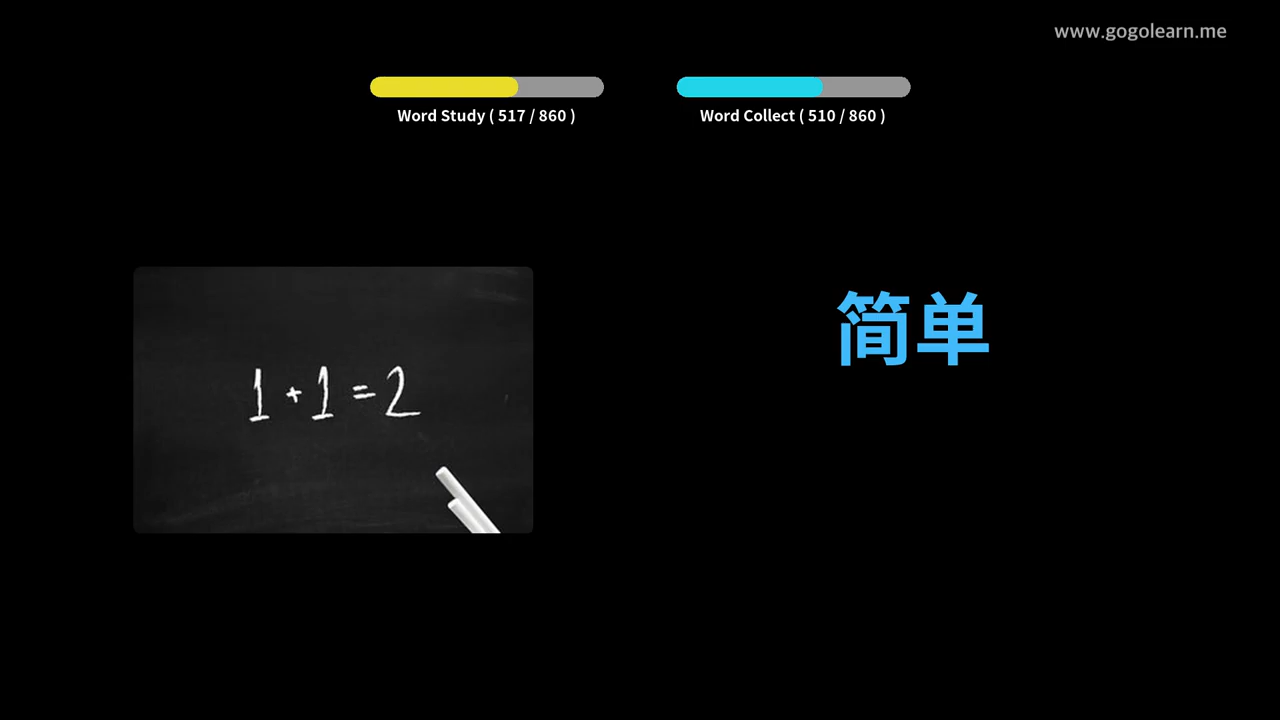 www.gogolearn.me
Word Study ( 517 / 860 )
Word Collect ( 510 / 860 )
1 + 1 = 2
简单